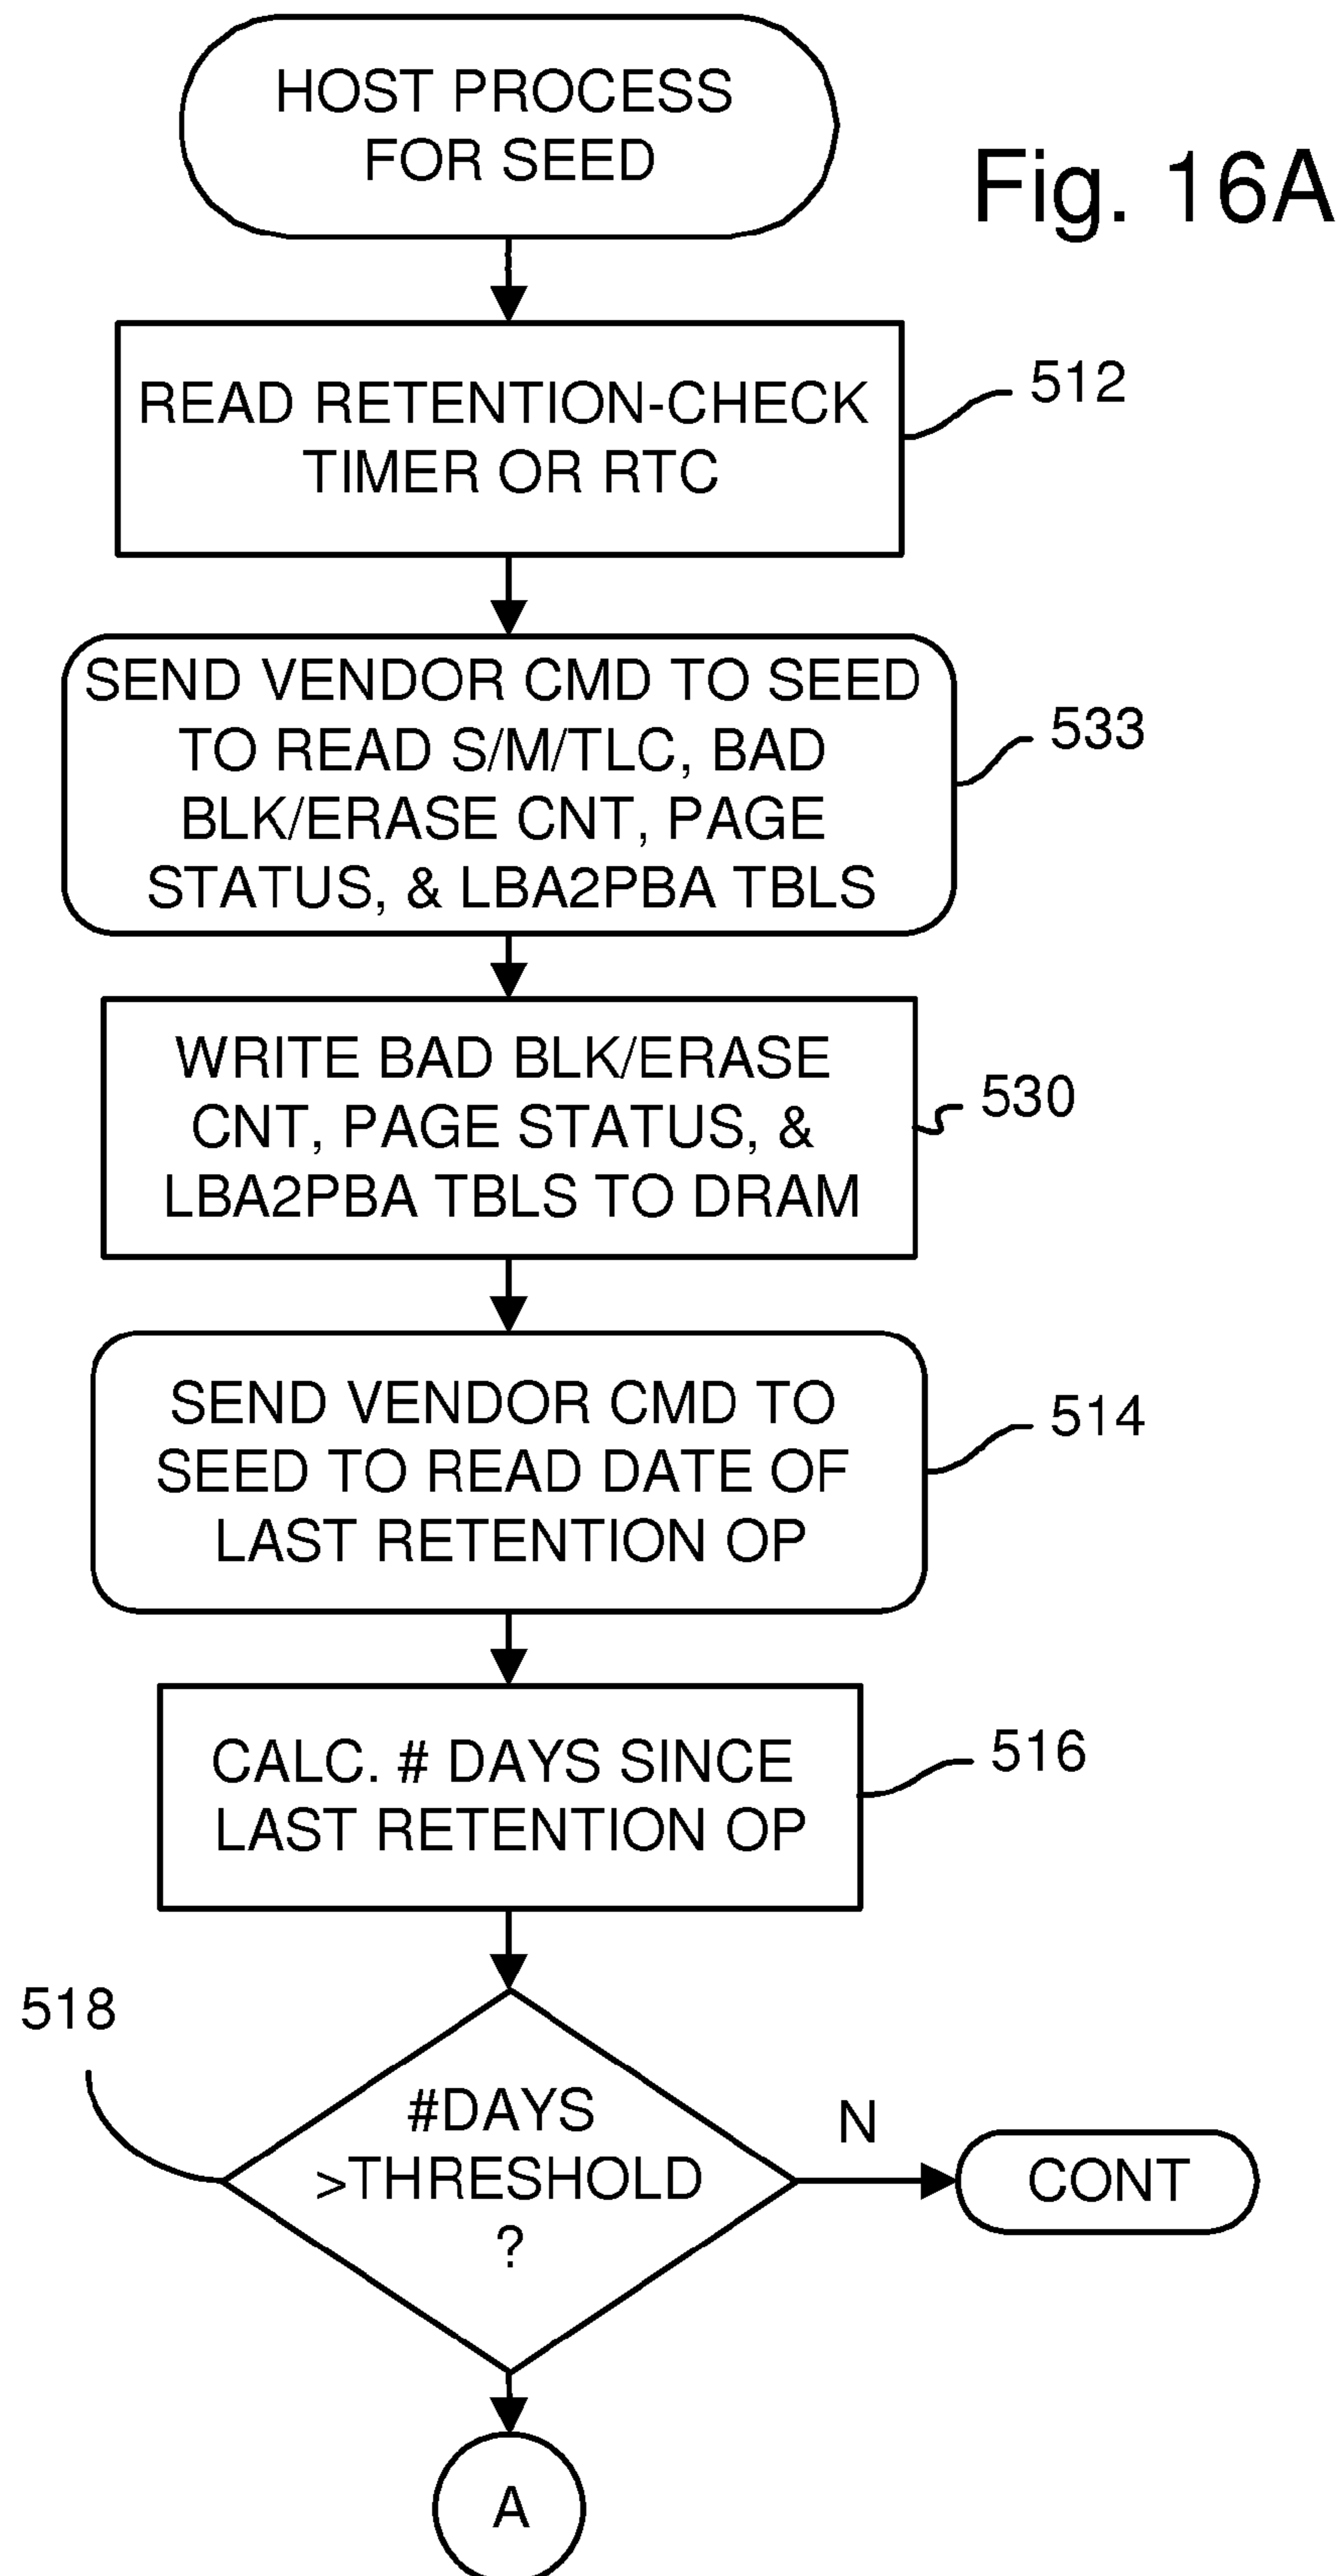 HOST PROCESS
FOR SEED
Fig. 16A
READ RETENTION-CHECK
TIMER OR RTC
512
SEND VENDOR CMD TO SEED
TO READ S/M/TLC, BAD
BLK/ERASE CNT, PAGE
STATUS, & LBA2PBA TBLS
533
WRITE BAD BLK/ERASE
CNT, PAGE STATUS, &
LBA2PBA TBLS TO DRAM
530
SEND VENDOR CMD TO
SEED TO READ DATE OF
LAST RETENTION OP
514
CALC. # DAYS SINCE
LAST RETENTION OP
516
518
#DAYS
>THRESHOLD
?
N
CONT
A